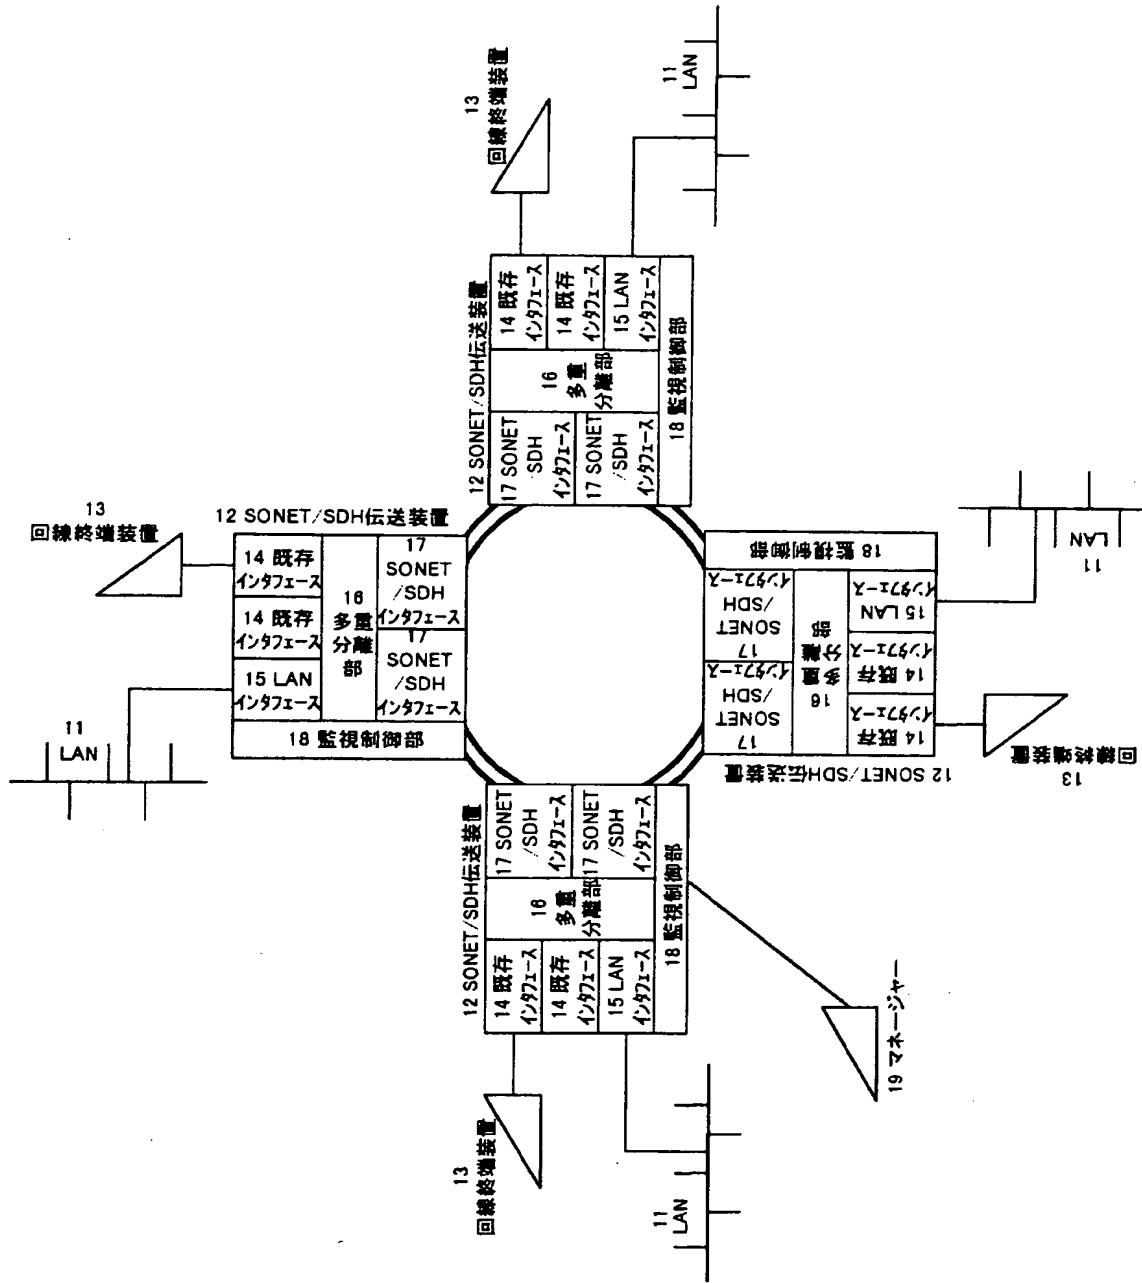 13
回線終端装置
12 SONET/SDH伝送装置
14 既存
インタフェース
14 既存
インタフェース
15 LAN
インタフェース
16
多重
分離
部
17
SONET
/SDH
インタフェース
17
SONET
/SDH
インタフェース
18 監視制御部
11
LAN
13
回線終端装置
12 SONET/SDH伝送装置
14 既存
インタフェース
14 既存
インタフェース
15 LAN
インタフェース
16
多重
分離部
17 SONET
/SDH
インタフェース
17 SONET
/SDH
インタフェース
18 監視制御部
11
LAN
12 SONET/SDH伝送装置
17 SONET
/SDH
インタフェース
17 SONET
/SDH
インタフェース
16
多重
分離部
14 既存
インタフェース
14 既存
インタフェース
15 LAN
インタフェース
18 監視制御部
13
回線終端装置
11
LAN
19 マネージャー
12 SONET/SDH伝送装置
17
SONET
/SDH
インタフェース
17
SONET
/SDH
インタフェース
16
多重
分離
部
14 既存
インタフェース
14 既存
インタフェース
15 LAN
インタフェース
18 監視制御部
13
回線終端装置
11
LAN